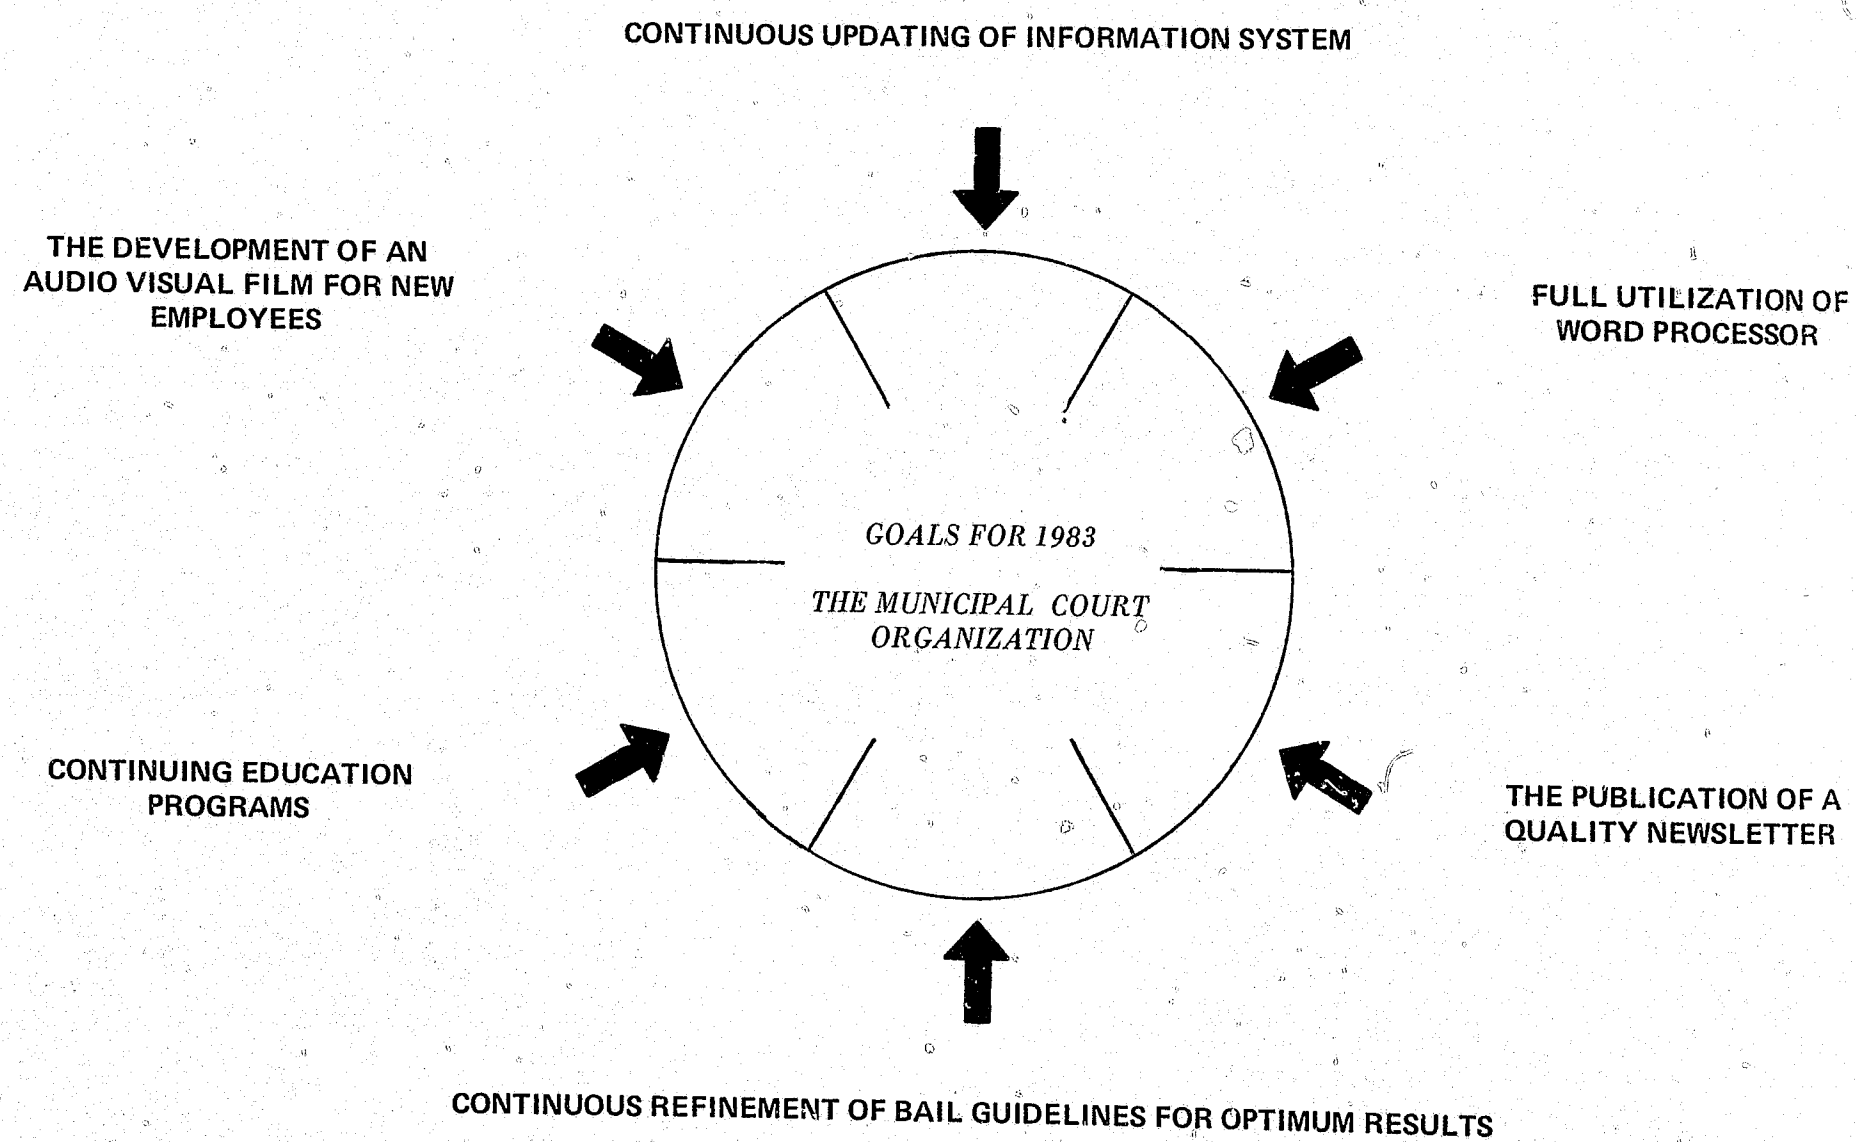 CONTINUOUS UPDATING OF INFORMATION SYSTEM
THE DEVELOPMENT OF AN
AUDIO VISUAL FILM FOR NEW
EMPLOYEES
FULL UTILIZATION OF
WORD PROCESSOR
GOALS FOR 1983
THE MUNICIPAL COURT
ORGANIZATION
CONTINUING EDUCATION
PROGRAMS
THE PUBLICATION OF A
QUALITY NEWSLETTER
CONTINUOUS REFINEMENT OF BAIL GUIDELINES FOR OPTIMUM RESULTS